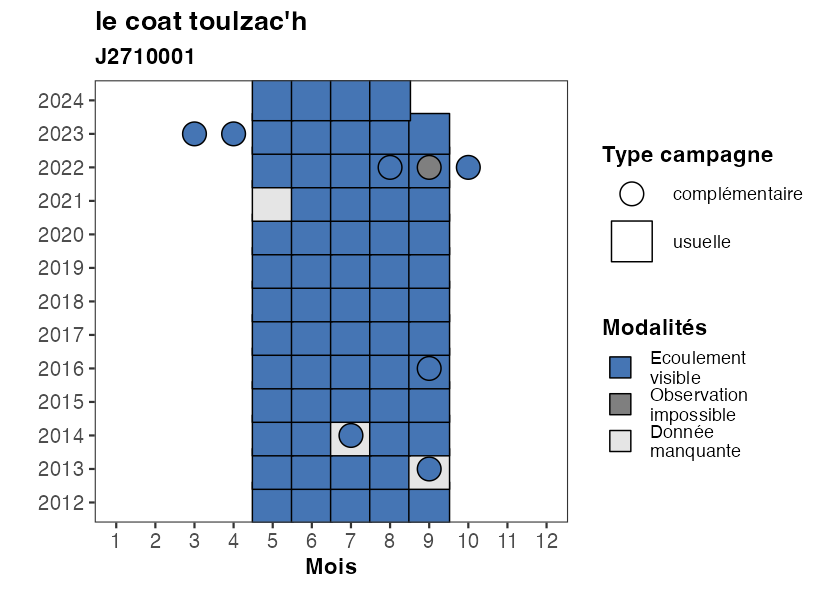 le coat toulzac'h
J2710001
2024
2023
2022
2021
2020
2019
2018
2017
2016
2015
2014
2013
2012
1 2 3 4 5 6 7 8 9 10 11 12
Mois
Type campagne
complémentaire
usuelle
Modalités
Ecoulement
visible
Observation
impossible
Donnée
manquante